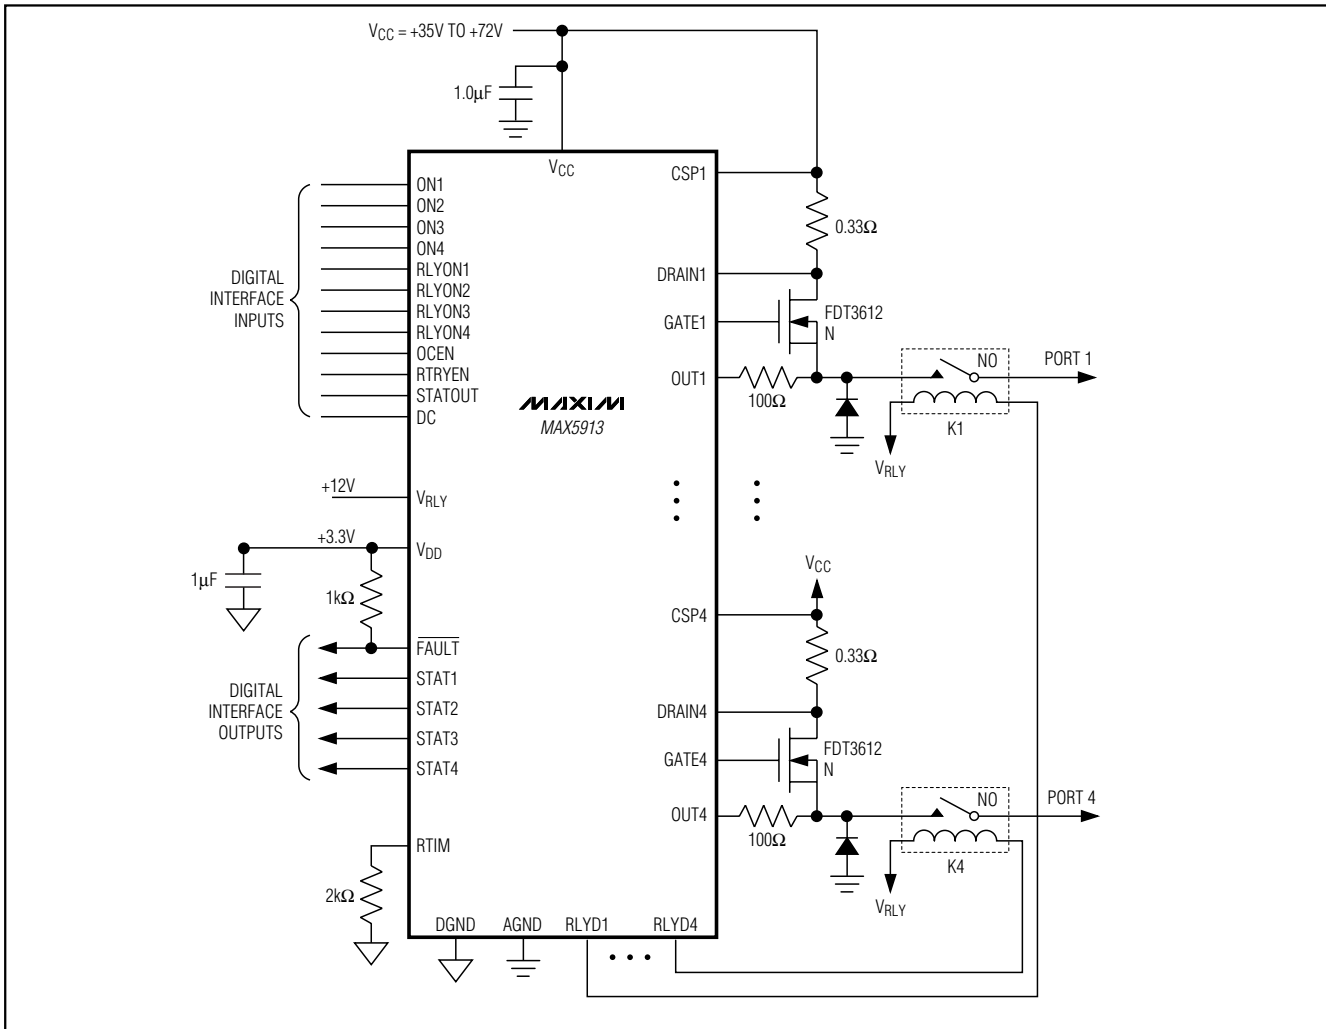 VCC = +35V TO +72V
1.0µF
VCC
CSP1
0.33Ω
DRAIN1
GATE1
FDT3612
N
OUT1
100Ω
NO
PORT 1
K1
VRLY
DIGITAL
INTERFACE
INPUTS
ON1
ON2
ON3
ON4
RLYON1
RLYON2
RLYON3
RLYON4
OCEN
RTRYEN
STATOUT
DC
MAXIM
MAX5913
+12V
VRLY
+3.3V
VDD
1µF
1kΩ
VCC
CSP4
0.33Ω
DRAIN4
GATE4
FDT3612
N
OUT4
100Ω
NO
PORT 4
K4
VRLY
DIGITAL
INTERFACE
OUTPUTS
FAULT
STAT1
STAT2
STAT3
STAT4
RTIM
2kΩ
DGND
AGND
RLYD1
RLYD4